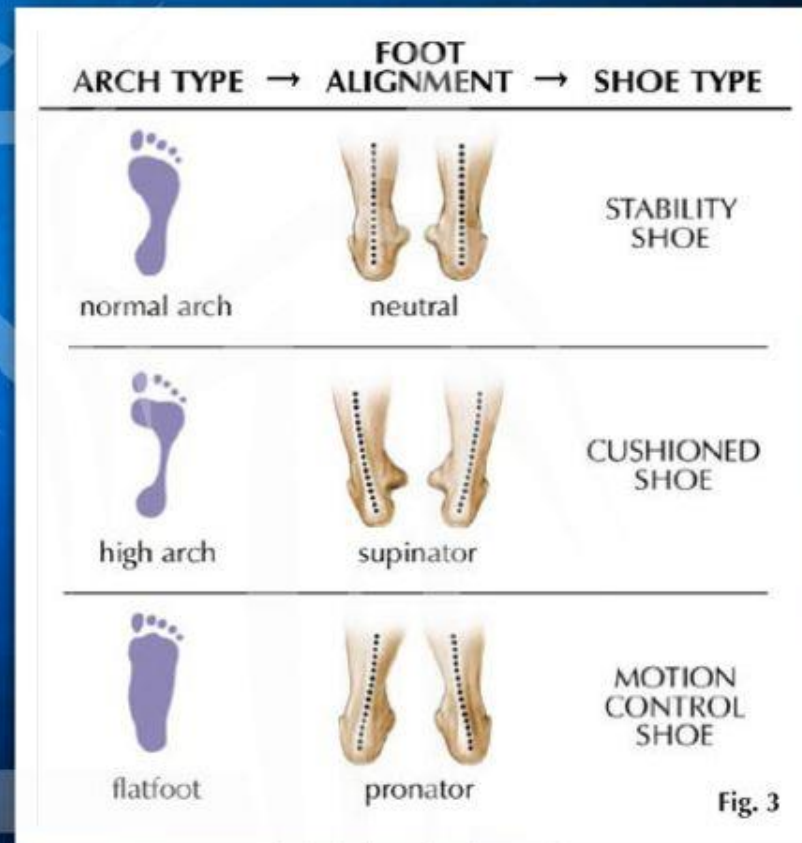 ARCH TYPE → FOOT ALIGNMENT → SHOE TYPE
normal arch
neutral
STABILITY
SHOE
high arch
supinator
CUSHIONED
SHOE
flatfoot
pronator
MOTION
CONTROL
SHOE
Fig. 3